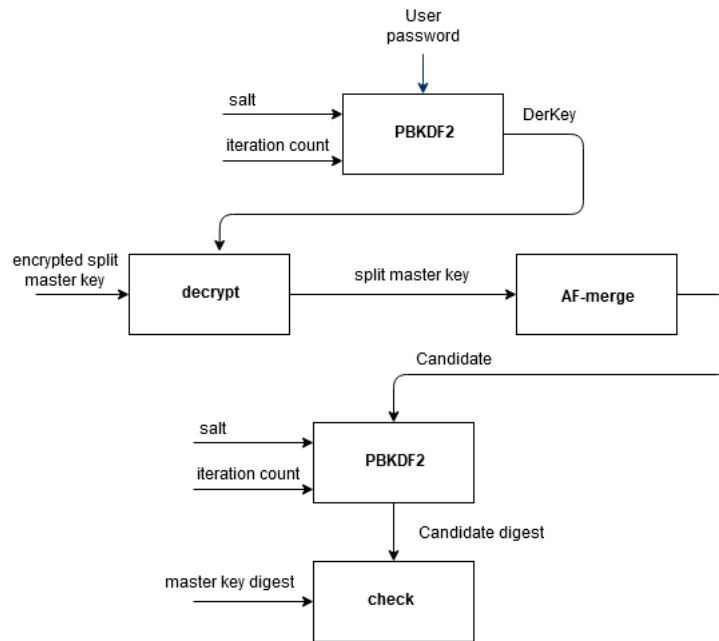 User
password
salt
PBKDF2
DerKey
iteration count
encrypted split
master key
decrypt
split master key
AF-merge
Candidate
salt
PBKDF2
iteration count
Candidate digest
master key digest
check